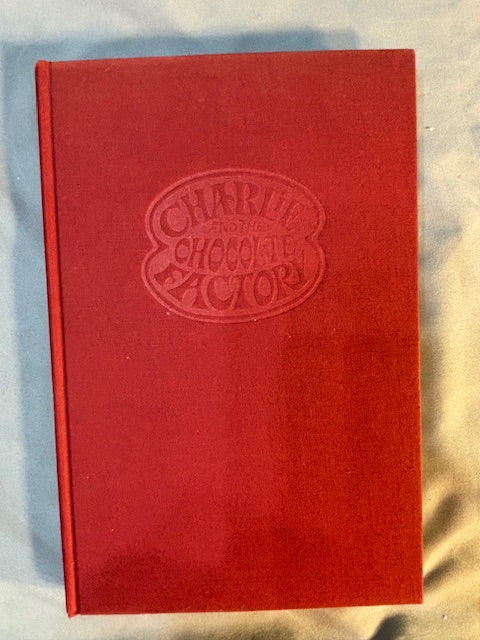 CHARLIE
AND THE
CHOCOLATE
FACTORY